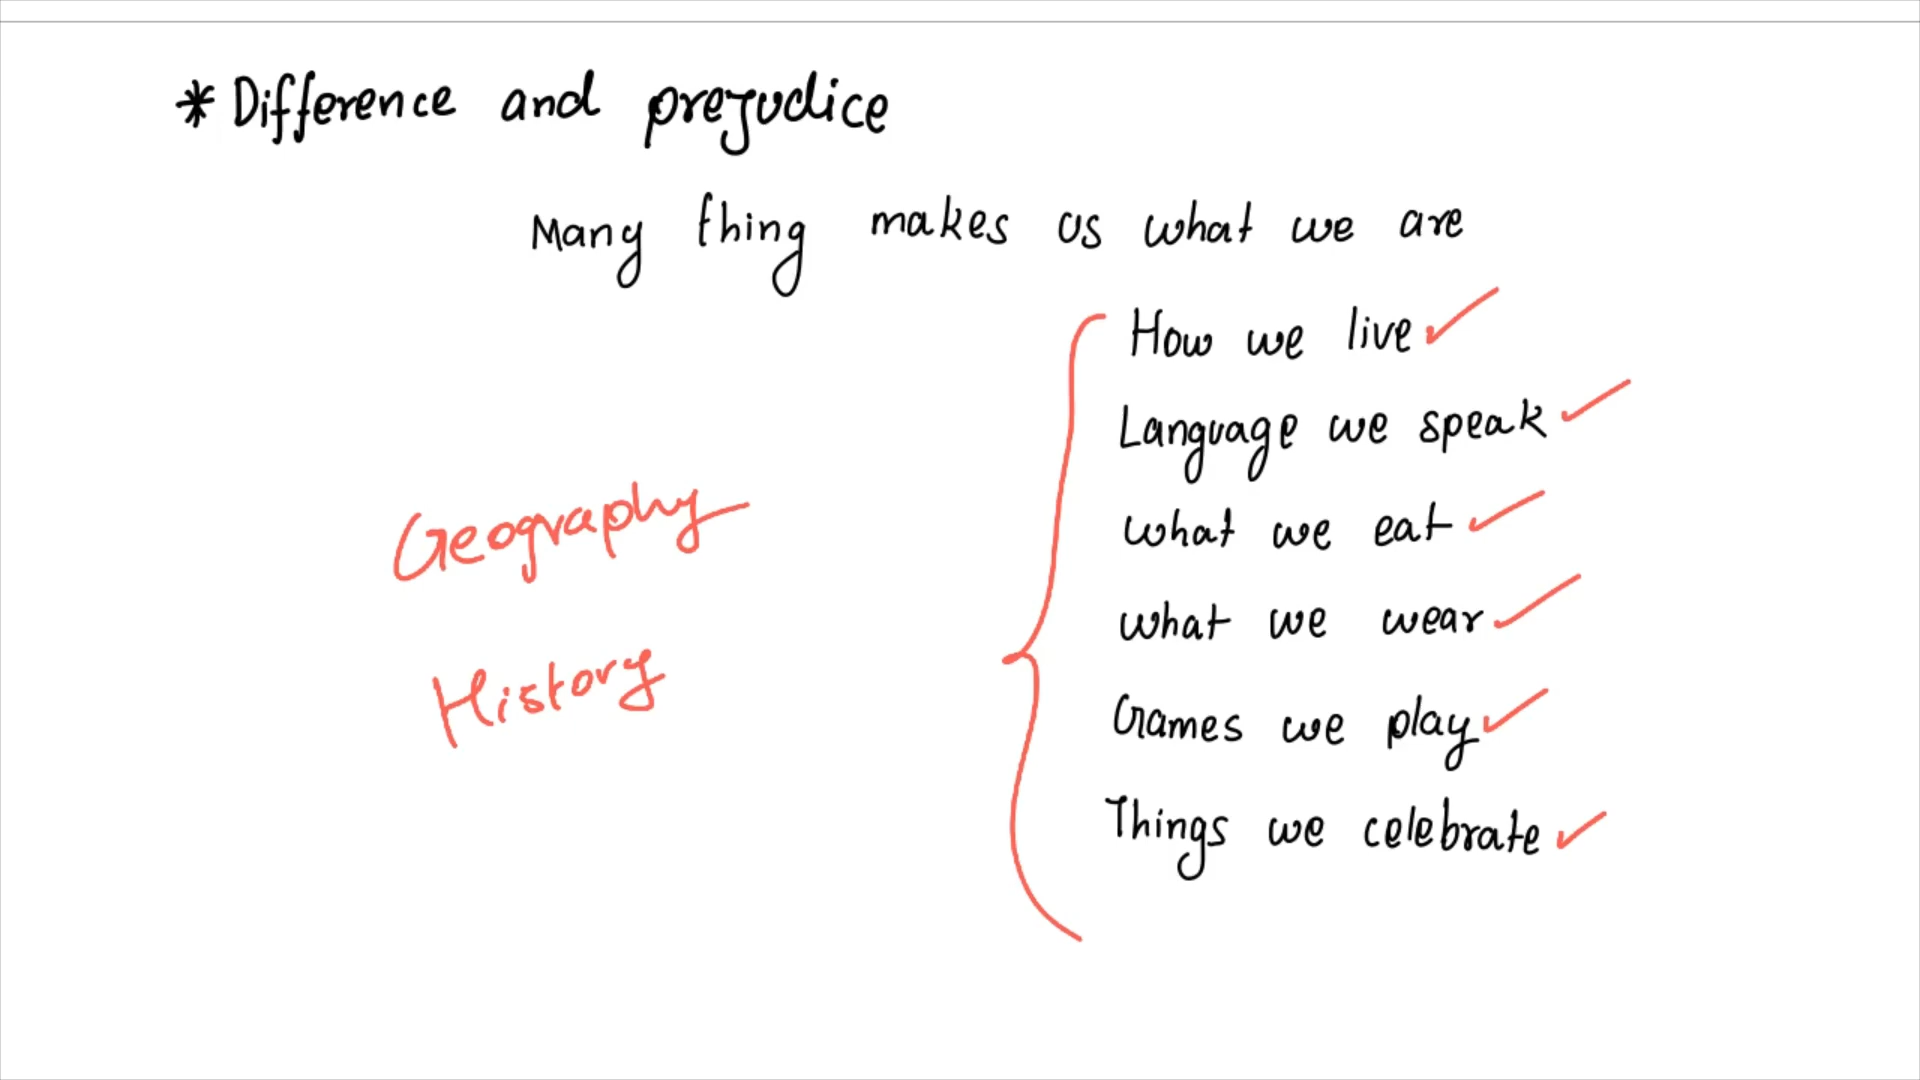 * Difference and prejudice
Many thing makes us what we are
How we live
Language we speak
what we eat
what we wear
Games we play
Things we celebrate
Geography
History